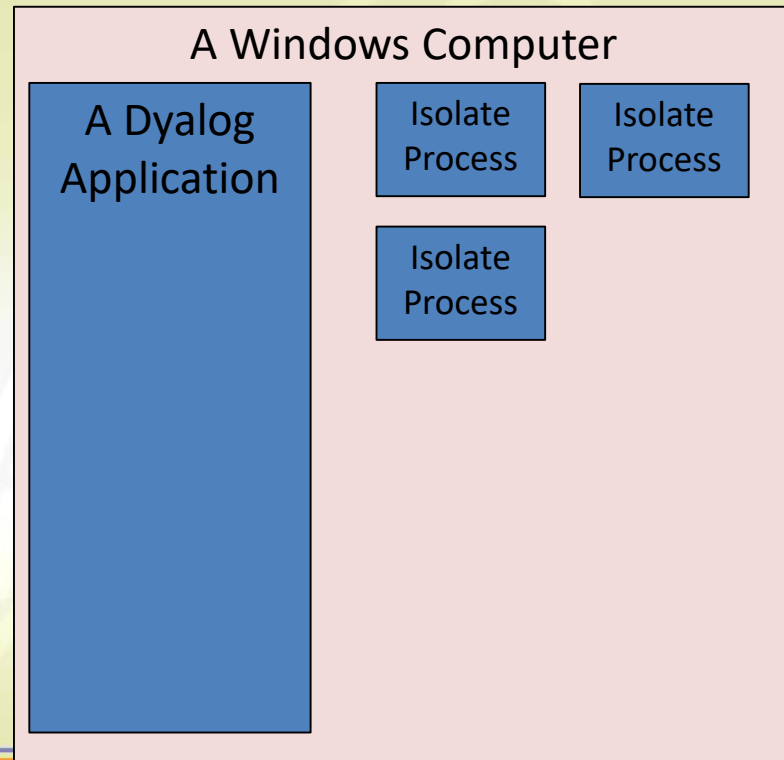 A Windows Computer
A Dyalog
Application
Isolate
Process
Isolate
Process
Isolate
Process